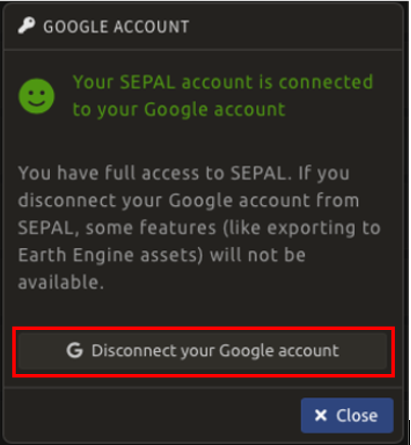 GOOGLE ACCOUNT
Your SEPAL account is connected
to your Google account
You have full access to SEPAL. If you
disconnect your Google account from
SEPAL, some features (like exporting to
Earth Engine assets) will not be
available.
G Disconnect your Google account
× Close